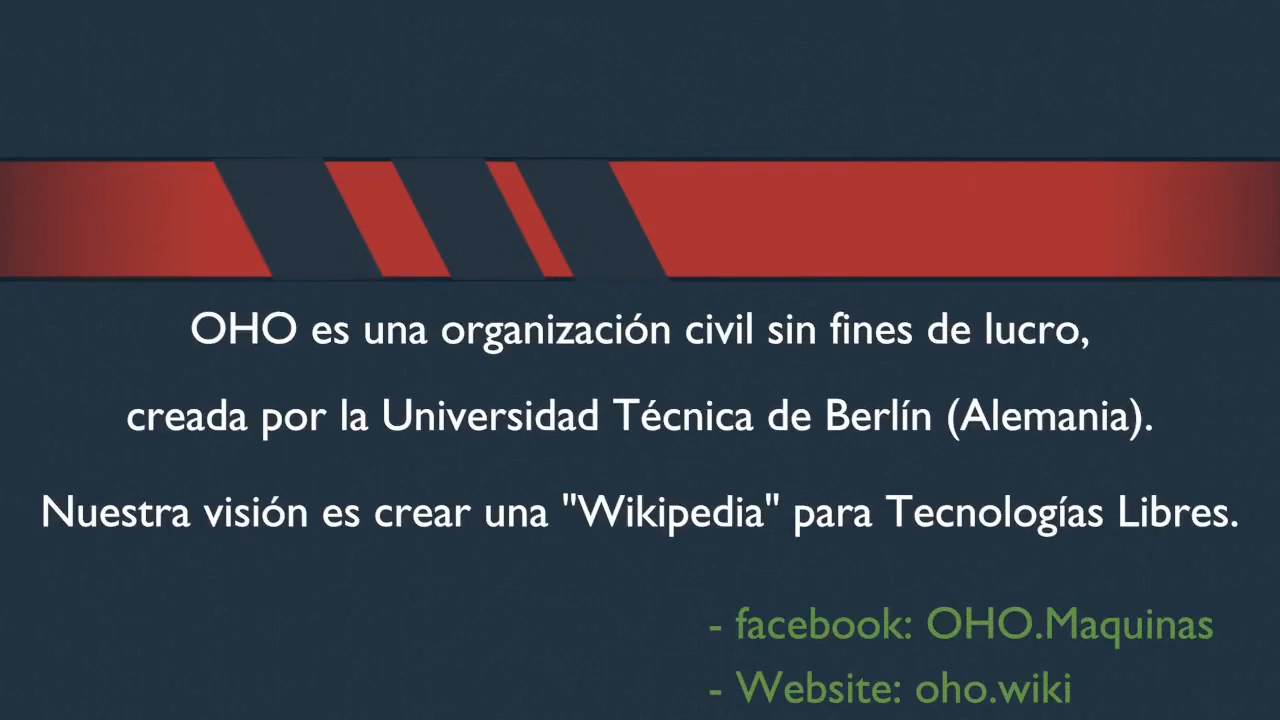 OHO es una organización civil sin fines de lucro,
creada por la Universidad Técnica de Berlín (Alemania).
Nuestra visión es crear una "Wikipedia" para Tecnologías Libres.
- facebook: OHO.Maquinas
- Website: oho.wiki